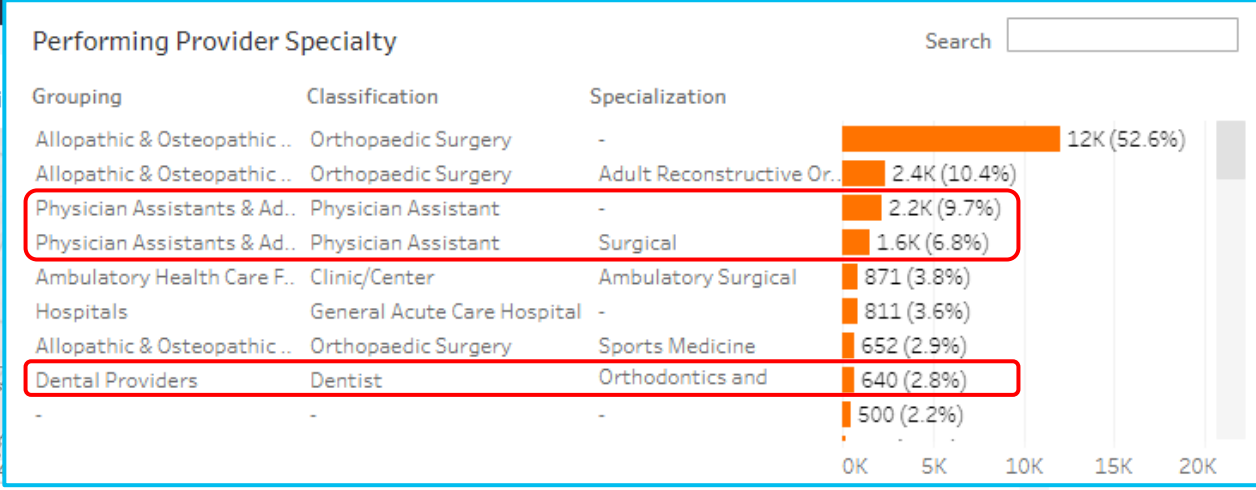 Performing Provider Specialty
Search
Grouping Classification Specialization
Allopathic & Osteopathic .. Orthopaedic Surgery - 12K (52.6%)
Allopathic & Osteopathic .. Orthopaedic Surgery Adult Reconstructive Or.. 2.4K (10.4%)
Physician Assistants & Ad.. Physician Assistant - 2.2K (9.7%)
Physician Assistants & Ad.. Physician Assistant Surgical 1.6K (6.8%)
Ambulatory Health Care F.. Clinic/Center Ambulatory Surgical 871 (3.8%)
Hospitals General Acute Care Hospital - 811 (3.6%)
Allopathic & Osteopathic .. Orthopaedic Surgery Sports Medicine 652 (2.9%)
Dental Providers Dentist Orthodontics and 640 (2.8%)
- - - 500 (2.2%)
0K 5K 10K 15K 20K